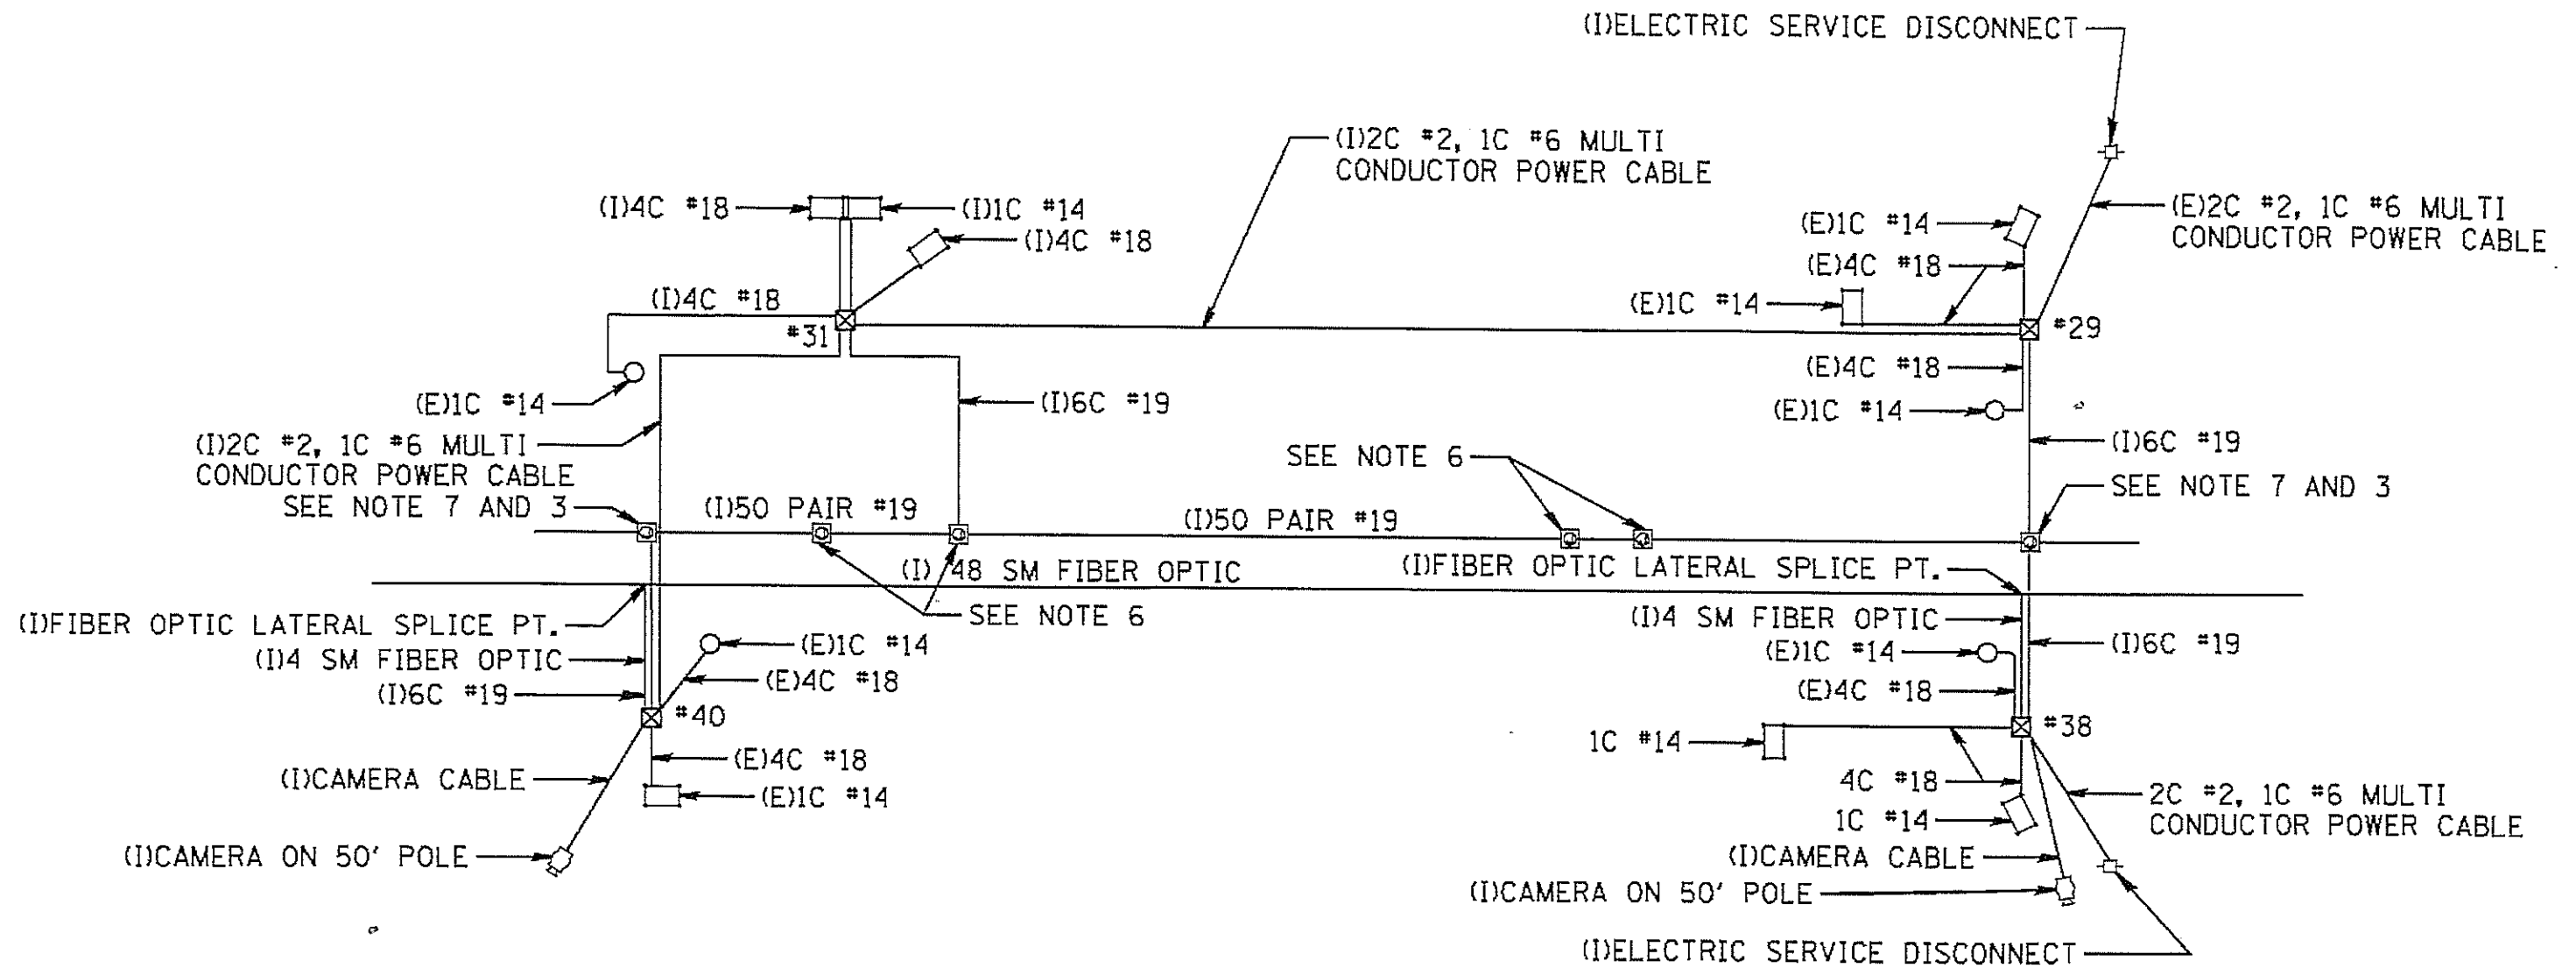 (I)ELECTRIC SERVICE DISCONNECT
(I)2C #2, 1C #6 MULTI
CONDUCTOR POWER CABLE
(I)4C #18
(I)1C #14
(I)4C #18
(E)1C #14
(E)2C #2, 1C #6 MULTI
CONDUCTOR POWER CABLE
(E)4C #18
(I)4C #18
(E)1C #14
#31
#29
(E)4C #18
(E)1C #14
(I)6C #19
(E)1C #14
(I)2C #2, 1C #6 MULTI
CONDUCTOR POWER CABLE
(I)6C #19
SEE NOTE 6
SEE NOTE 7 AND 3
SEE NOTE 7 AND 3
(I)50 PAIR #19
(I)50 PAIR #19
(I) 48 SM FIBER OPTIC
(I)FIBER OPTIC LATERAL SPLICE PT.
(I)FIBER OPTIC LATERAL SPLICE PT.
SEE NOTE 6
(I)4 SM FIBER OPTIC
(E)1C #14
(I)6C #19
(I)4 SM FIBER OPTIC
(E)1C #14
(I)6C #19
(E)4C #18
(E)4C #18
#40
#38
1C #14
(E)4C #18
(I)CAMERA CABLE
(E)1C #14
4C #18
2C #2, 1C #6 MULTI
CONDUCTOR POWER CABLE
1C #14
(I)CAMERA ON 50' POLE
(I)CAMERA CABLE
(I)CAMERA ON 50' POLE
(I)ELECTRIC SERVICE DISCONNECT